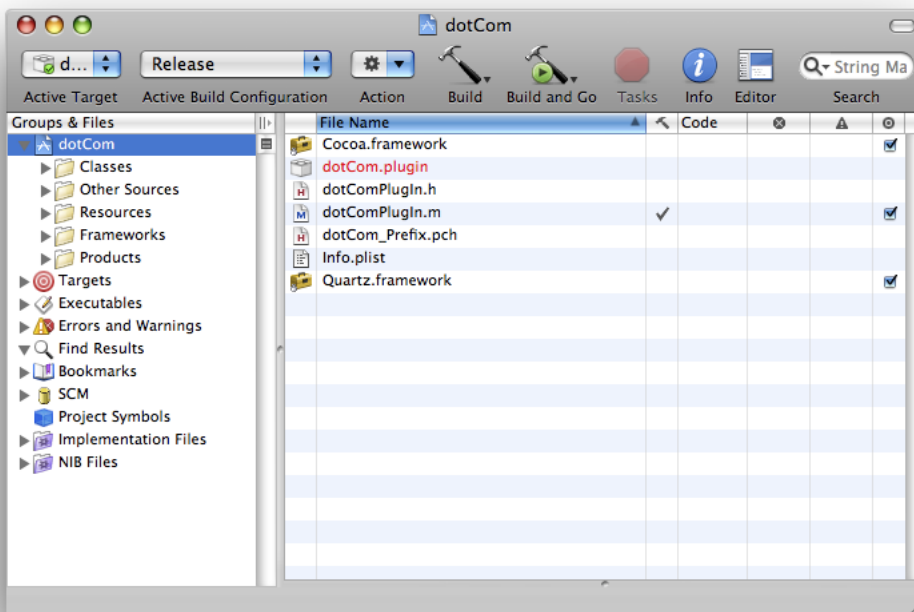 dotCom
d... Release String Ma
Active Target Active Build Configuration Action Build Build and Go Tasks Info Editor Search
Groups & Files File Name Code
dotCom Cocoa.framework
Classes dotCom.plugin
Other Sources dotComPlugIn.h
Resources dotComPlugIn.m
Frameworks dotCom_Prefix.pch
Products Info.plist
Targets Quartz.framework
Executables
Errors and Warnings
Find Results
Bookmarks
SCM
Project Symbols
Implementation Files
NIB Files